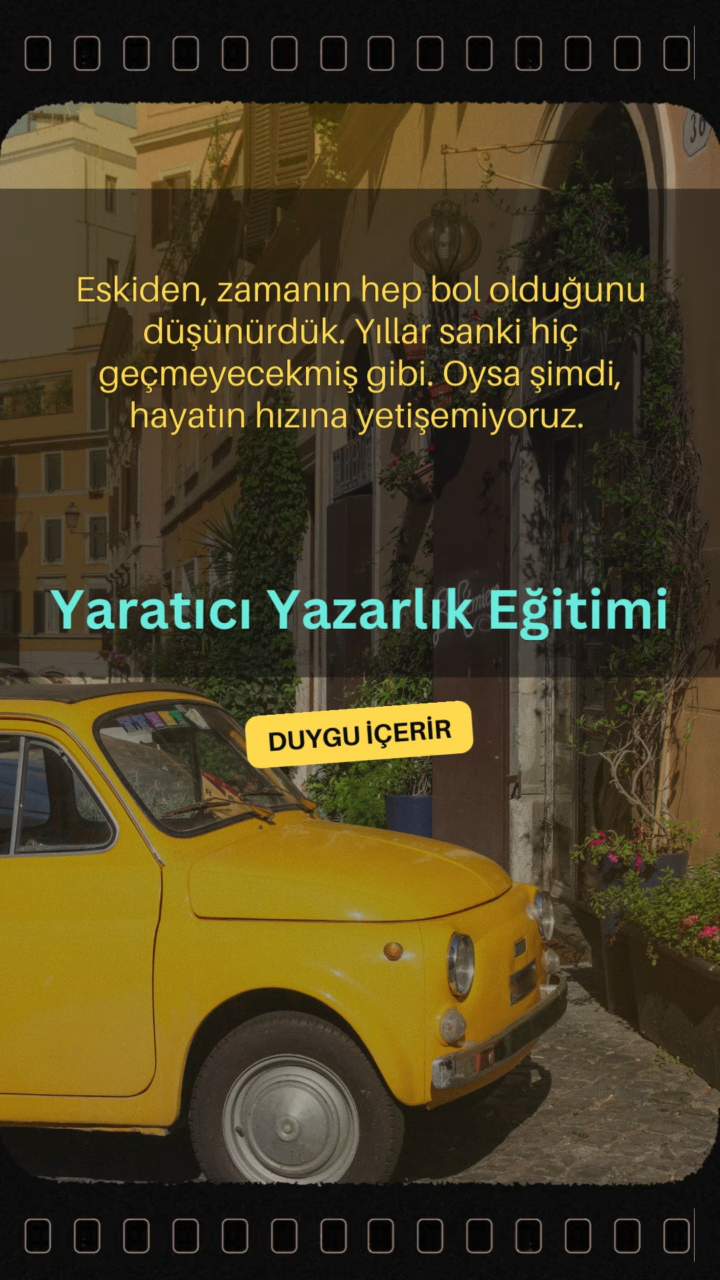 Eskiden, zamanın hep bol olduğunu
düşünürdük. Yıllar sanki hiç
geçmeyecekmiş gibi. Oysa şimdi,
hayatın hızına yetişemiyoruz.
Yaratıcı Yazarlık Eğitimi
DUYGU İÇERİR